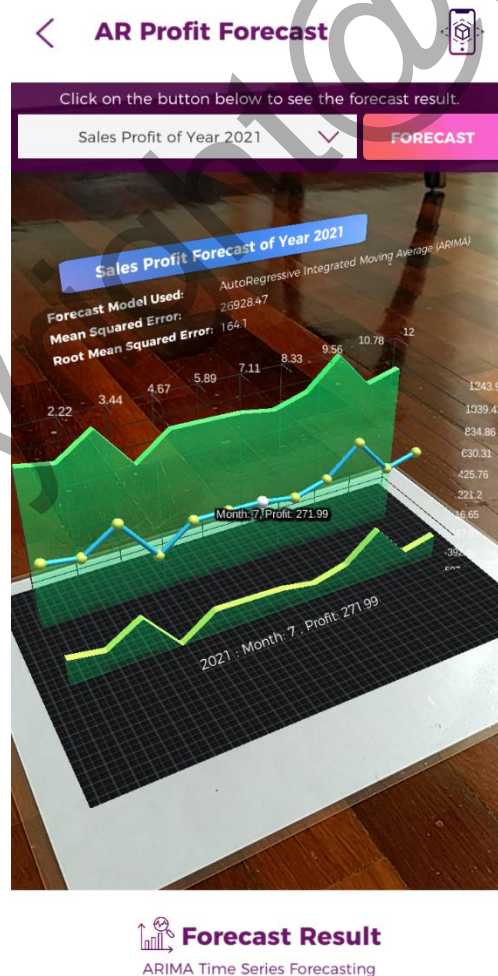 AR Profit Forecast
Click on the button below to see the forecast result.
Sales Profit of Year 2021
FORECAST
Sales Profit Forecast of Year 2021
Forecast Model Used: AutoRegressive Integrated Moving Average (ARIMA)
Mean Squared Error: 26928.47
Root Mean Squared Error: 164.1
2.22 3.44 4.67 5.89 7.11 8.33 9.56 10.78 12
834.86
630.31
425.76
221.2
Month: 7, Profit: 271.99
2021 : Month: 7 , Profit: 271.99
Forecast Result
ARIMA Time Series Forecasting